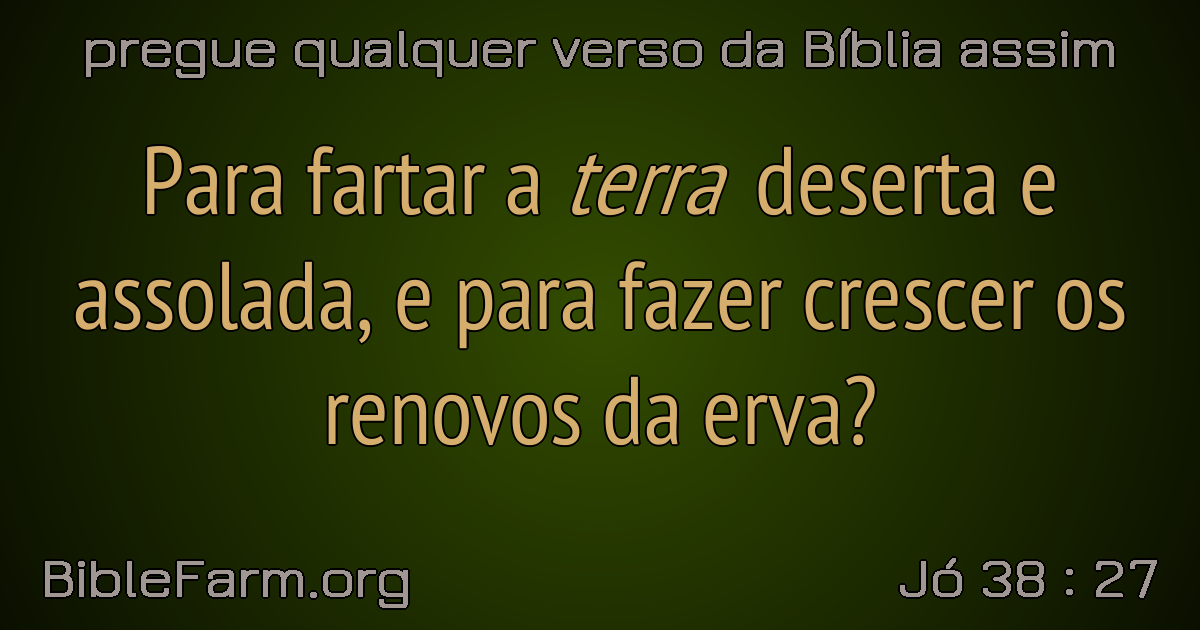 pregue qualquer verso da Bíblia assim
Para fartar a terra deserta e
assolada, e para fazer crescer os
renovos da erva?
BibleFarm.org
Jó 38 : 27